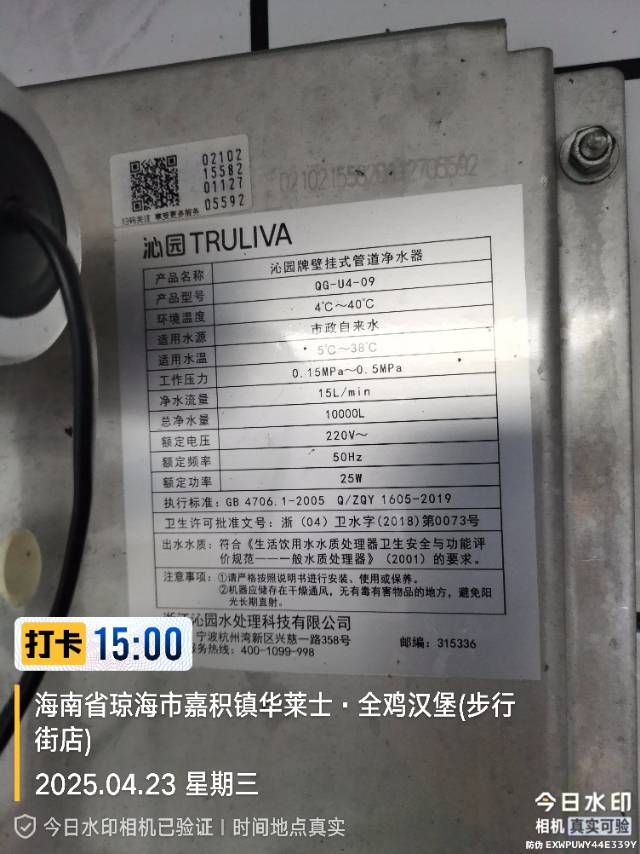 02102
15582
01127
05592
扫码关注 享受更多服务
沁园 TRULIVA
产品名称 沁园牌壁挂式管道净水器
产品型号 QG-U4-09
环境温度 4℃～40℃
适用水源 市政自来水
适用水温 5℃～38℃
工作压力 0.15MPa～0.5MPa
净水流量 15L/min
总净水量 10000L
额定电压 220V～
额定频率 50Hz
额定功率 25W
执行标准：GB 4706.1-2005 Q/ZQY 1605-2019
卫生许可批准文号：浙（04）卫水字(2018)第0073号
出水水质：符合《生活饮用水水质处理器卫生安全与功能评
价规范——一般水质处理器》（2001）的要求。
注意事项：①请严格按照说明书进行安装、使用或保养。
②机器应储存在干燥通风，无有毒有害物品的地方，避免阳
光长期直射。
浙江沁园水处理科技有限公司
宁波杭州湾新区兴慈一路358号 邮编：315336
服务热线：400-1099-998
打卡 15:00
海南省琼海市嘉积镇华莱士·全鸡汉堡(步行
街店)
2025.04.23 星期三
今日水印相机已验证 | 时间地点真实
今日水印
相机 真实可验
防伪 EXWPUWY44E339Y